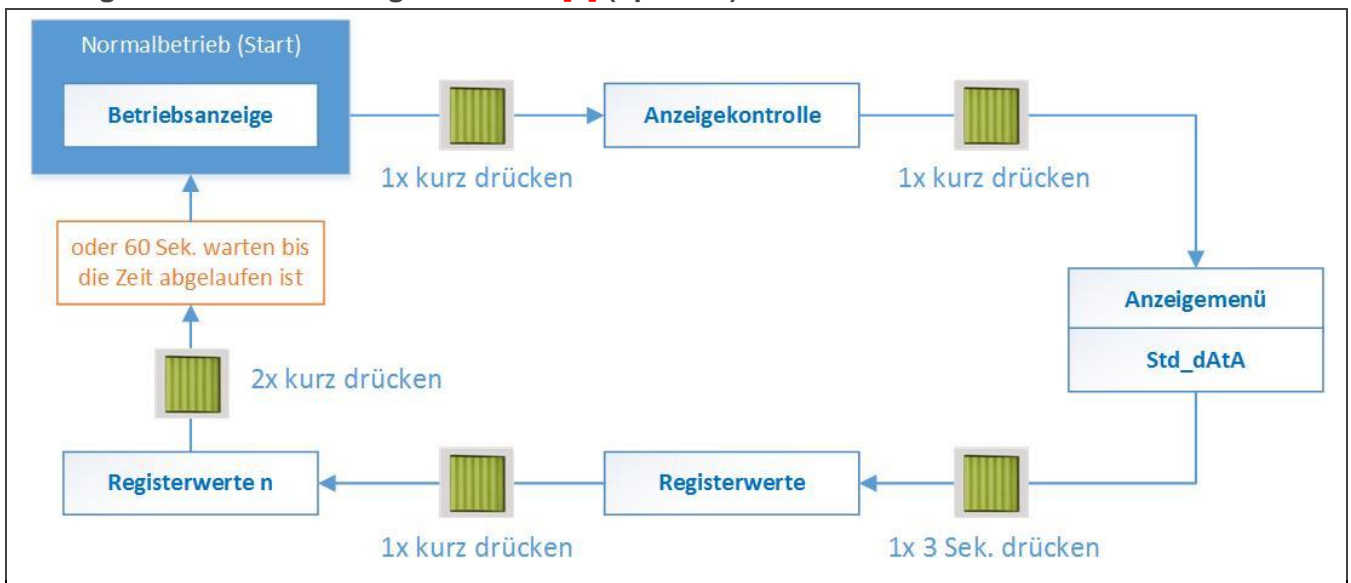 Normalbetrieb (Start)
Betriebsanzeige
1x kurz drücken
Anzeigekontrolle
1x kurz drücken
Anzeigemenü
Std_dAtA
1x 3 Sek. drücken
Registerwerte
1x kurz drücken
Registerwerte n
2x kurz drücken
oder 60 Sek. warten bis
die Zeit abgelaufen ist